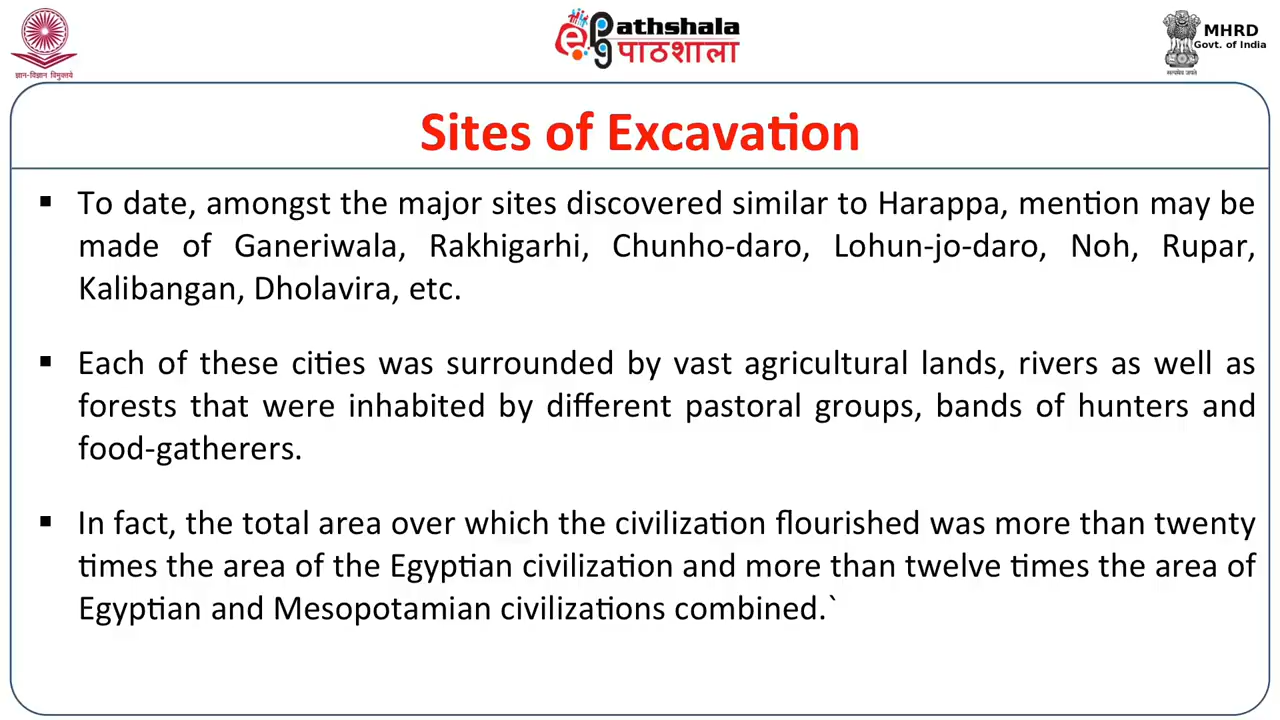 ज्ञान-विज्ञान विमुक्तये
ePathshala
पाठशाला
MHRD
Govt. of India
सत्यमेव जयते
Sites of Excavation
▪ To date, amongst the major sites discovered similar to Harappa, mention may be
made of Ganeriwala, Rakhigarhi, Chunho-daro, Lohun-jo-daro, Noh, Rupar,
Kalibangan, Dholavira, etc.
▪ Each of these cities was surrounded by vast agricultural lands, rivers as well as
forests that were inhabited by different pastoral groups, bands of hunters and
food-gatherers.
▪ In fact, the total area over which the civilization flourished was more than twenty
times the area of the Egyptian civilization and more than twelve times the area of
Egyptian and Mesopotamian civilizations combined.`